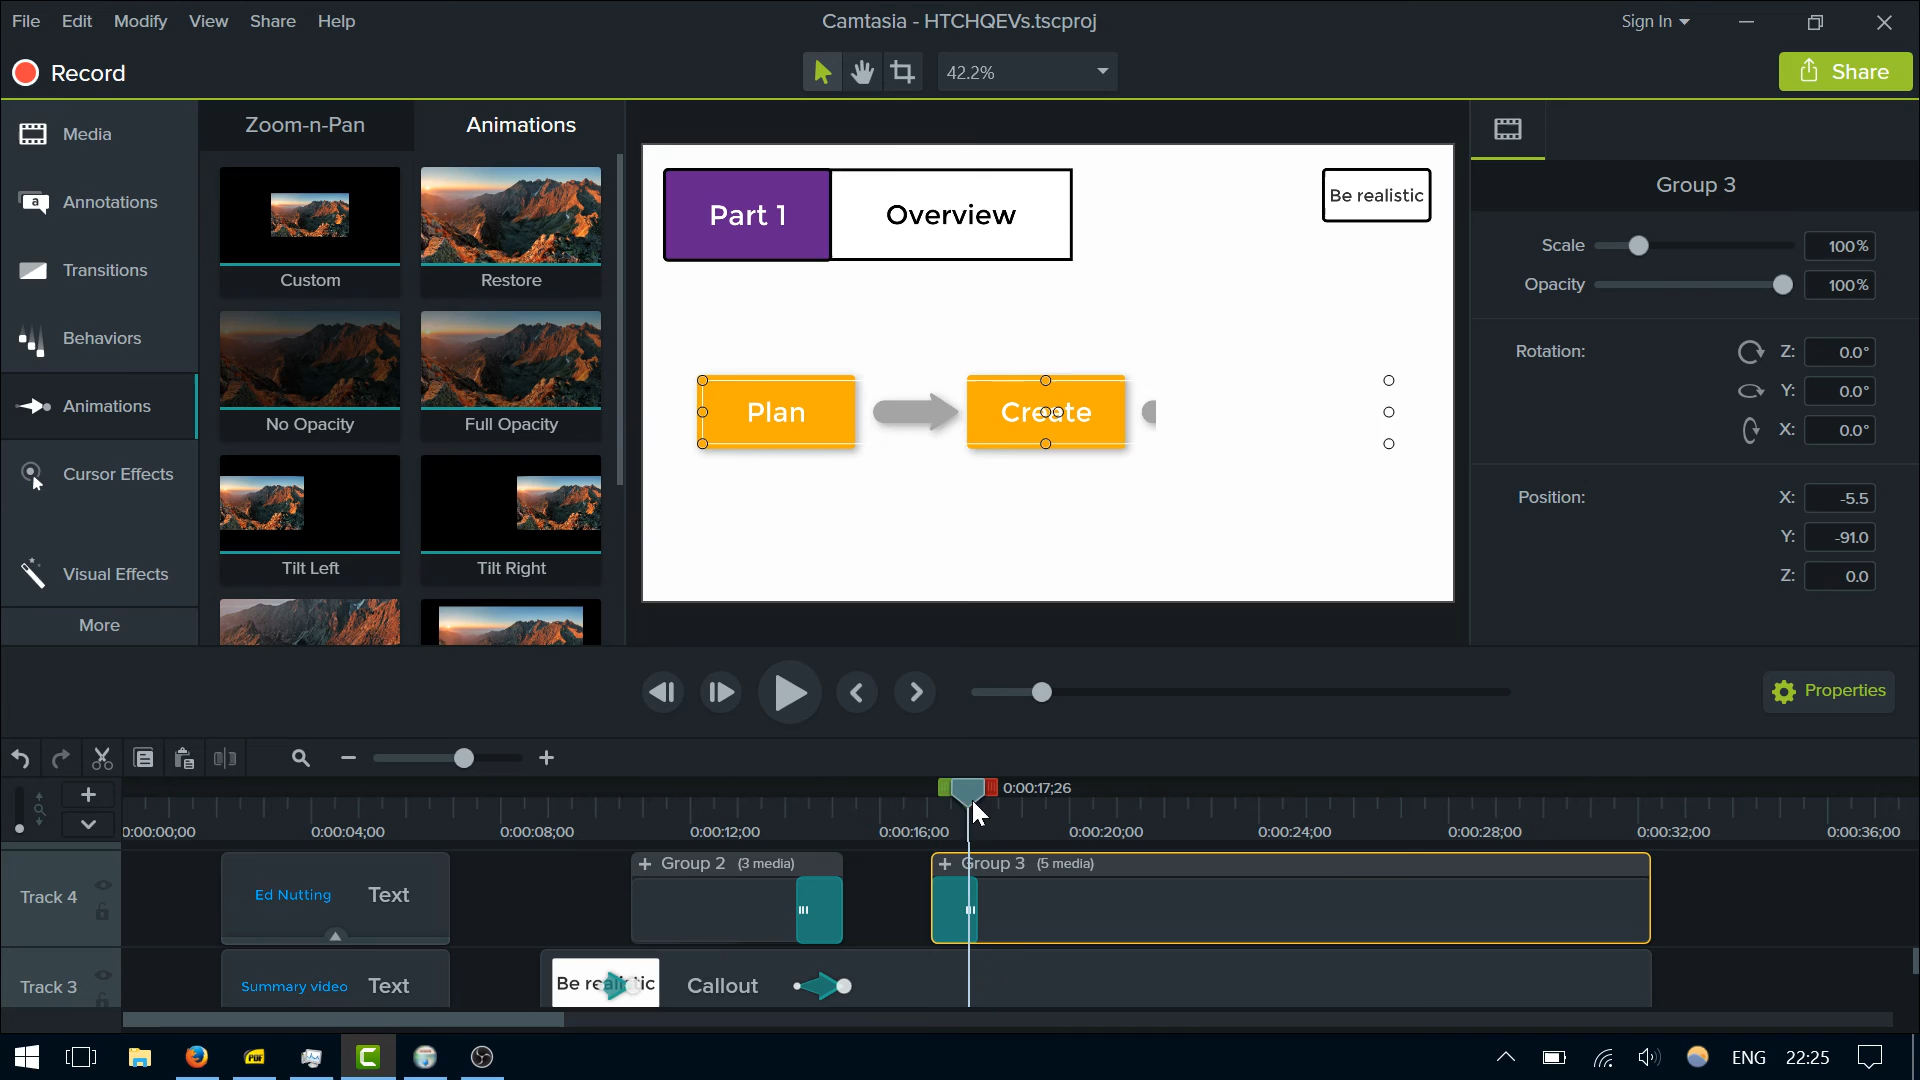 File Edit Modify View Share Help
Camtasia - HTCHQEVs.tscproj
Sign In
Record
42.2%
Share
Media
Annotations
Transitions
Behaviors
Animations
Cursor Effects
Visual Effects
More
Zoom-n-Pan
Animations
Custom
Restore
No Opacity
Full Opacity
Tilt Left
Tilt Right
Part 1
Overview
Be realistic
Plan
Create
Group 3
Scale 100%
Opacity 100%
Rotation: Z: 0.0°
Y: 0.0°
X: 0.0°
Position: X: -5.5
Y: -91.0
Z: 0.0
Properties
0:00:17;26
0:00:00;00 0:00:04;00 0:00:08;00 0:00:12;00 0:00:16;00 0:00:20;00 0:00:24;00 0:00:28;00 0:00:32;00 0:00:36;00
Track 4
Ed Nutting Text
Group 2 (3 media)
Group 3 (5 media)
Track 3
Summary video Text
Be realistic Callout
PDF
ENG 22:25